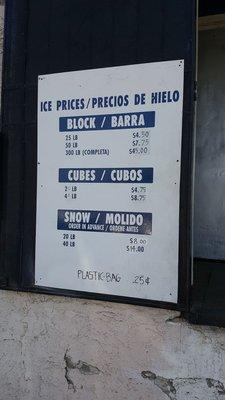 ICE PRICES/PRECIOS DE HIELO
BLOCK / BARRA
25 LB $4.50
50 LB $7.75
300 LB (COMPLETA) $45.00
CUBES / CUBOS
LB $4.75
LB $8.75
SNOW / MOLIDO
ORDER IN ADVANCE / ORDENE ANTES
20 LB $8.00
40 LB $14.00
PLASTIC-BAG .25¢